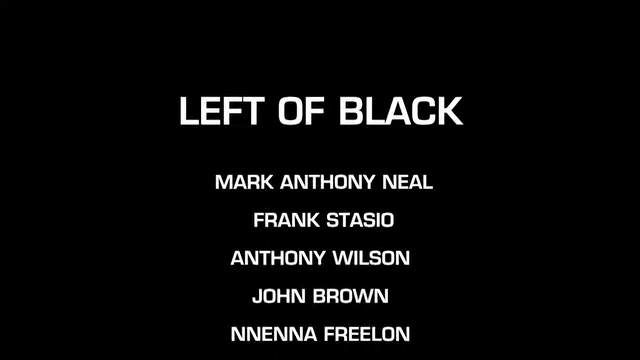 LEFT OF BLACK
MARK ANTHONY NEAL
FRANK STASIO
ANTHONY WILSON
JOHN BROWN
NNENNA FREELON